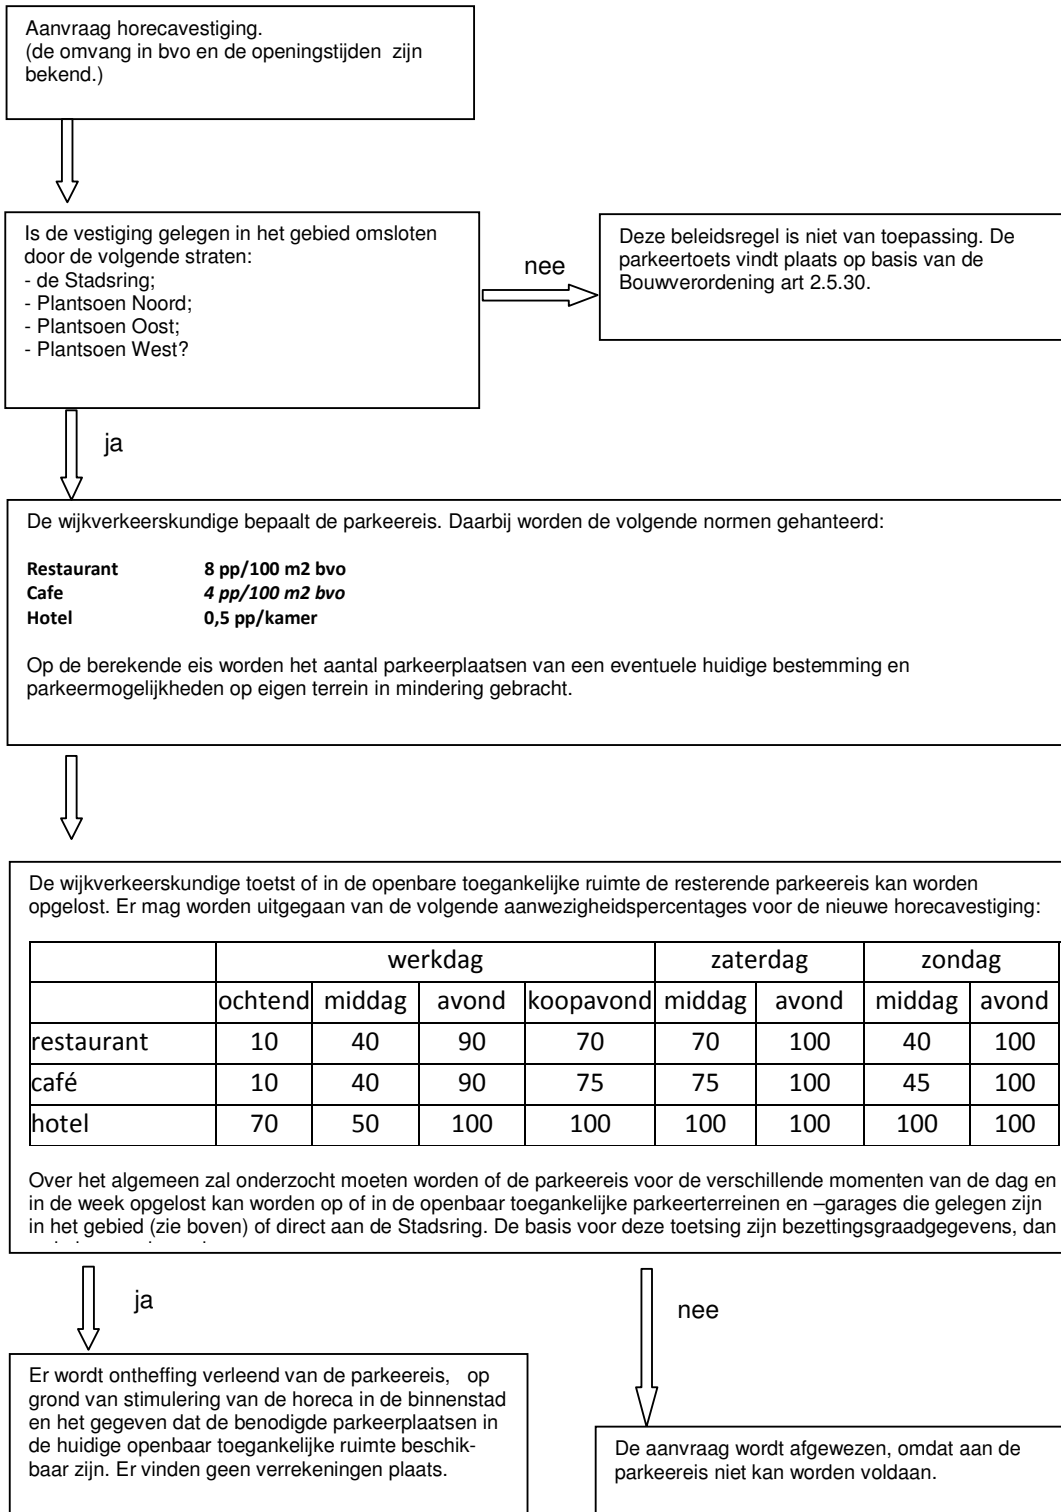 Aanvraag horecavestiging.
(de omvang in bvo en de openingstijden zijn
bekend.)
Is de vestiging gelegen in het gebied omsloten
door de volgende straten:
- de Stadsring;
- Plantsoen Noord;
- Plantsoen Oost;
- Plantsoen West?
nee
Deze beleidsregel is niet van toepassing. De
parkeertoets vindt plaats op basis van de
Bouwverordening art 2.5.30.
ja
De wijkverkeerskundige bepaalt de parkeereis. Daarbij worden de volgende normen gehanteerd:
Restaurant 8 pp/100 m2 bvo
Cafe 4 pp/100 m2 bvo
Hotel 0,5 pp/kamer
Op de berekende eis worden het aantal parkeerplaatsen van een eventuele huidige bestemming en
parkeermogelijkheden op eigen terrein in mindering gebracht.
De wijkverkeerskundige toetst of in de openbare toegankelijke ruimte de resterende parkeereis kan worden
opgelost. Er mag worden uitgegaan van de volgende aanwezigheidspercentages voor de nieuwe horecavestiging:
werkdag zaterdag zondag
ochtend middag avond koopavond middag avond middag avond
restaurant 10 40 90 70 70 100 40 100
café 10 40 90 75 75 100 45 100
hotel 70 50 100 100 100 100 100 100
Over het algemeen zal onderzocht moeten worden of de parkeereis voor de verschillende momenten van de dag en
in de week opgelost kan worden op of in de openbaar toegankelijke parkeerterreinen en –garages die gelegen zijn
in het gebied (zie boven) of direct aan de Stadsring. De basis voor deze toetsing zijn bezettingsgraadgegevens, dan
ja
nee
Er wordt ontheffing verleend van de parkeereis, op
grond van stimulering van de horeca in de binnenstad
en het gegeven dat de benodigde parkeerplaatsen in
de huidige openbaar toegankelijke ruimte beschik-
baar zijn. Er vinden geen verrekeningen plaats.
De aanvraag wordt afgewezen, omdat aan de
parkeereis niet kan worden voldaan.